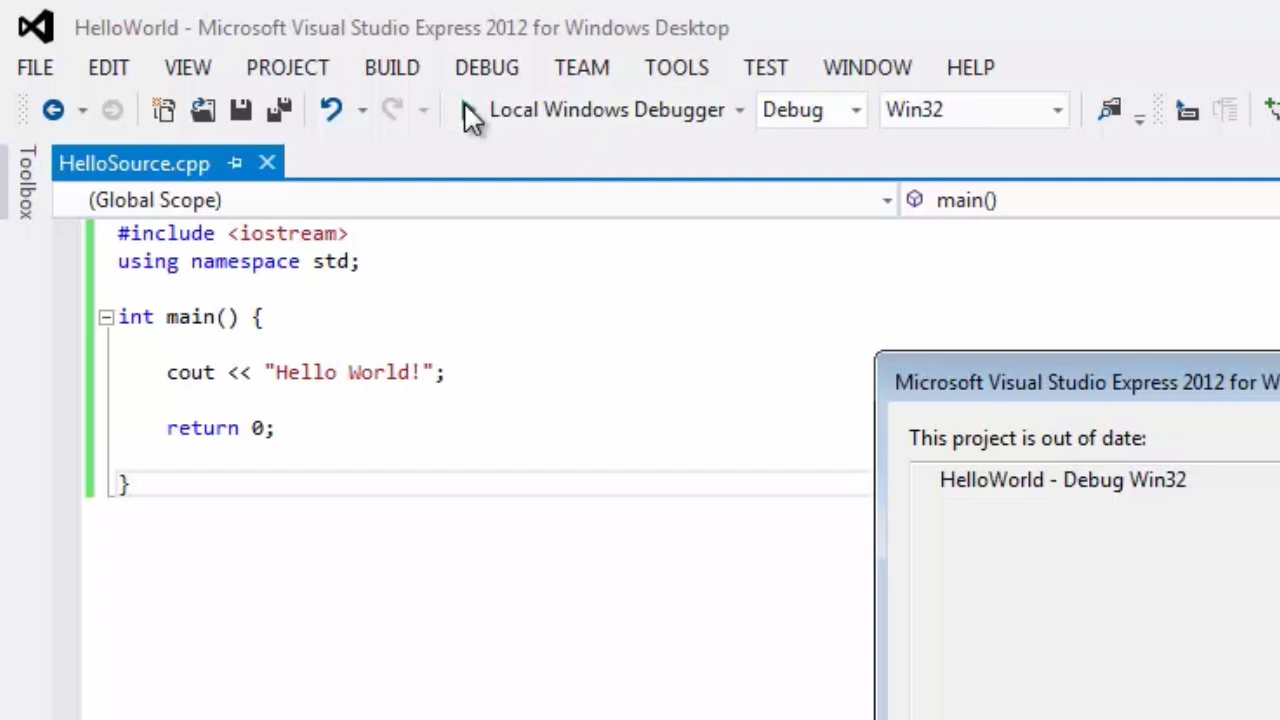 HelloWorld - Microsoft Visual Studio Express 2012 for Windows Desktop
FILE EDIT VIEW PROJECT BUILD DEBUG TEAM TOOLS TEST WINDOW HELP
Local Windows Debugger Debug Win32
Toolbox
HelloSource.cpp
(Global Scope) main()
#include <iostream>
using namespace std;
int main() {
cout << "Hello World!";
return 0;
}
Microsoft Visual Studio Express 2012 for W
This project is out of date:
HelloWorld - Debug Win32